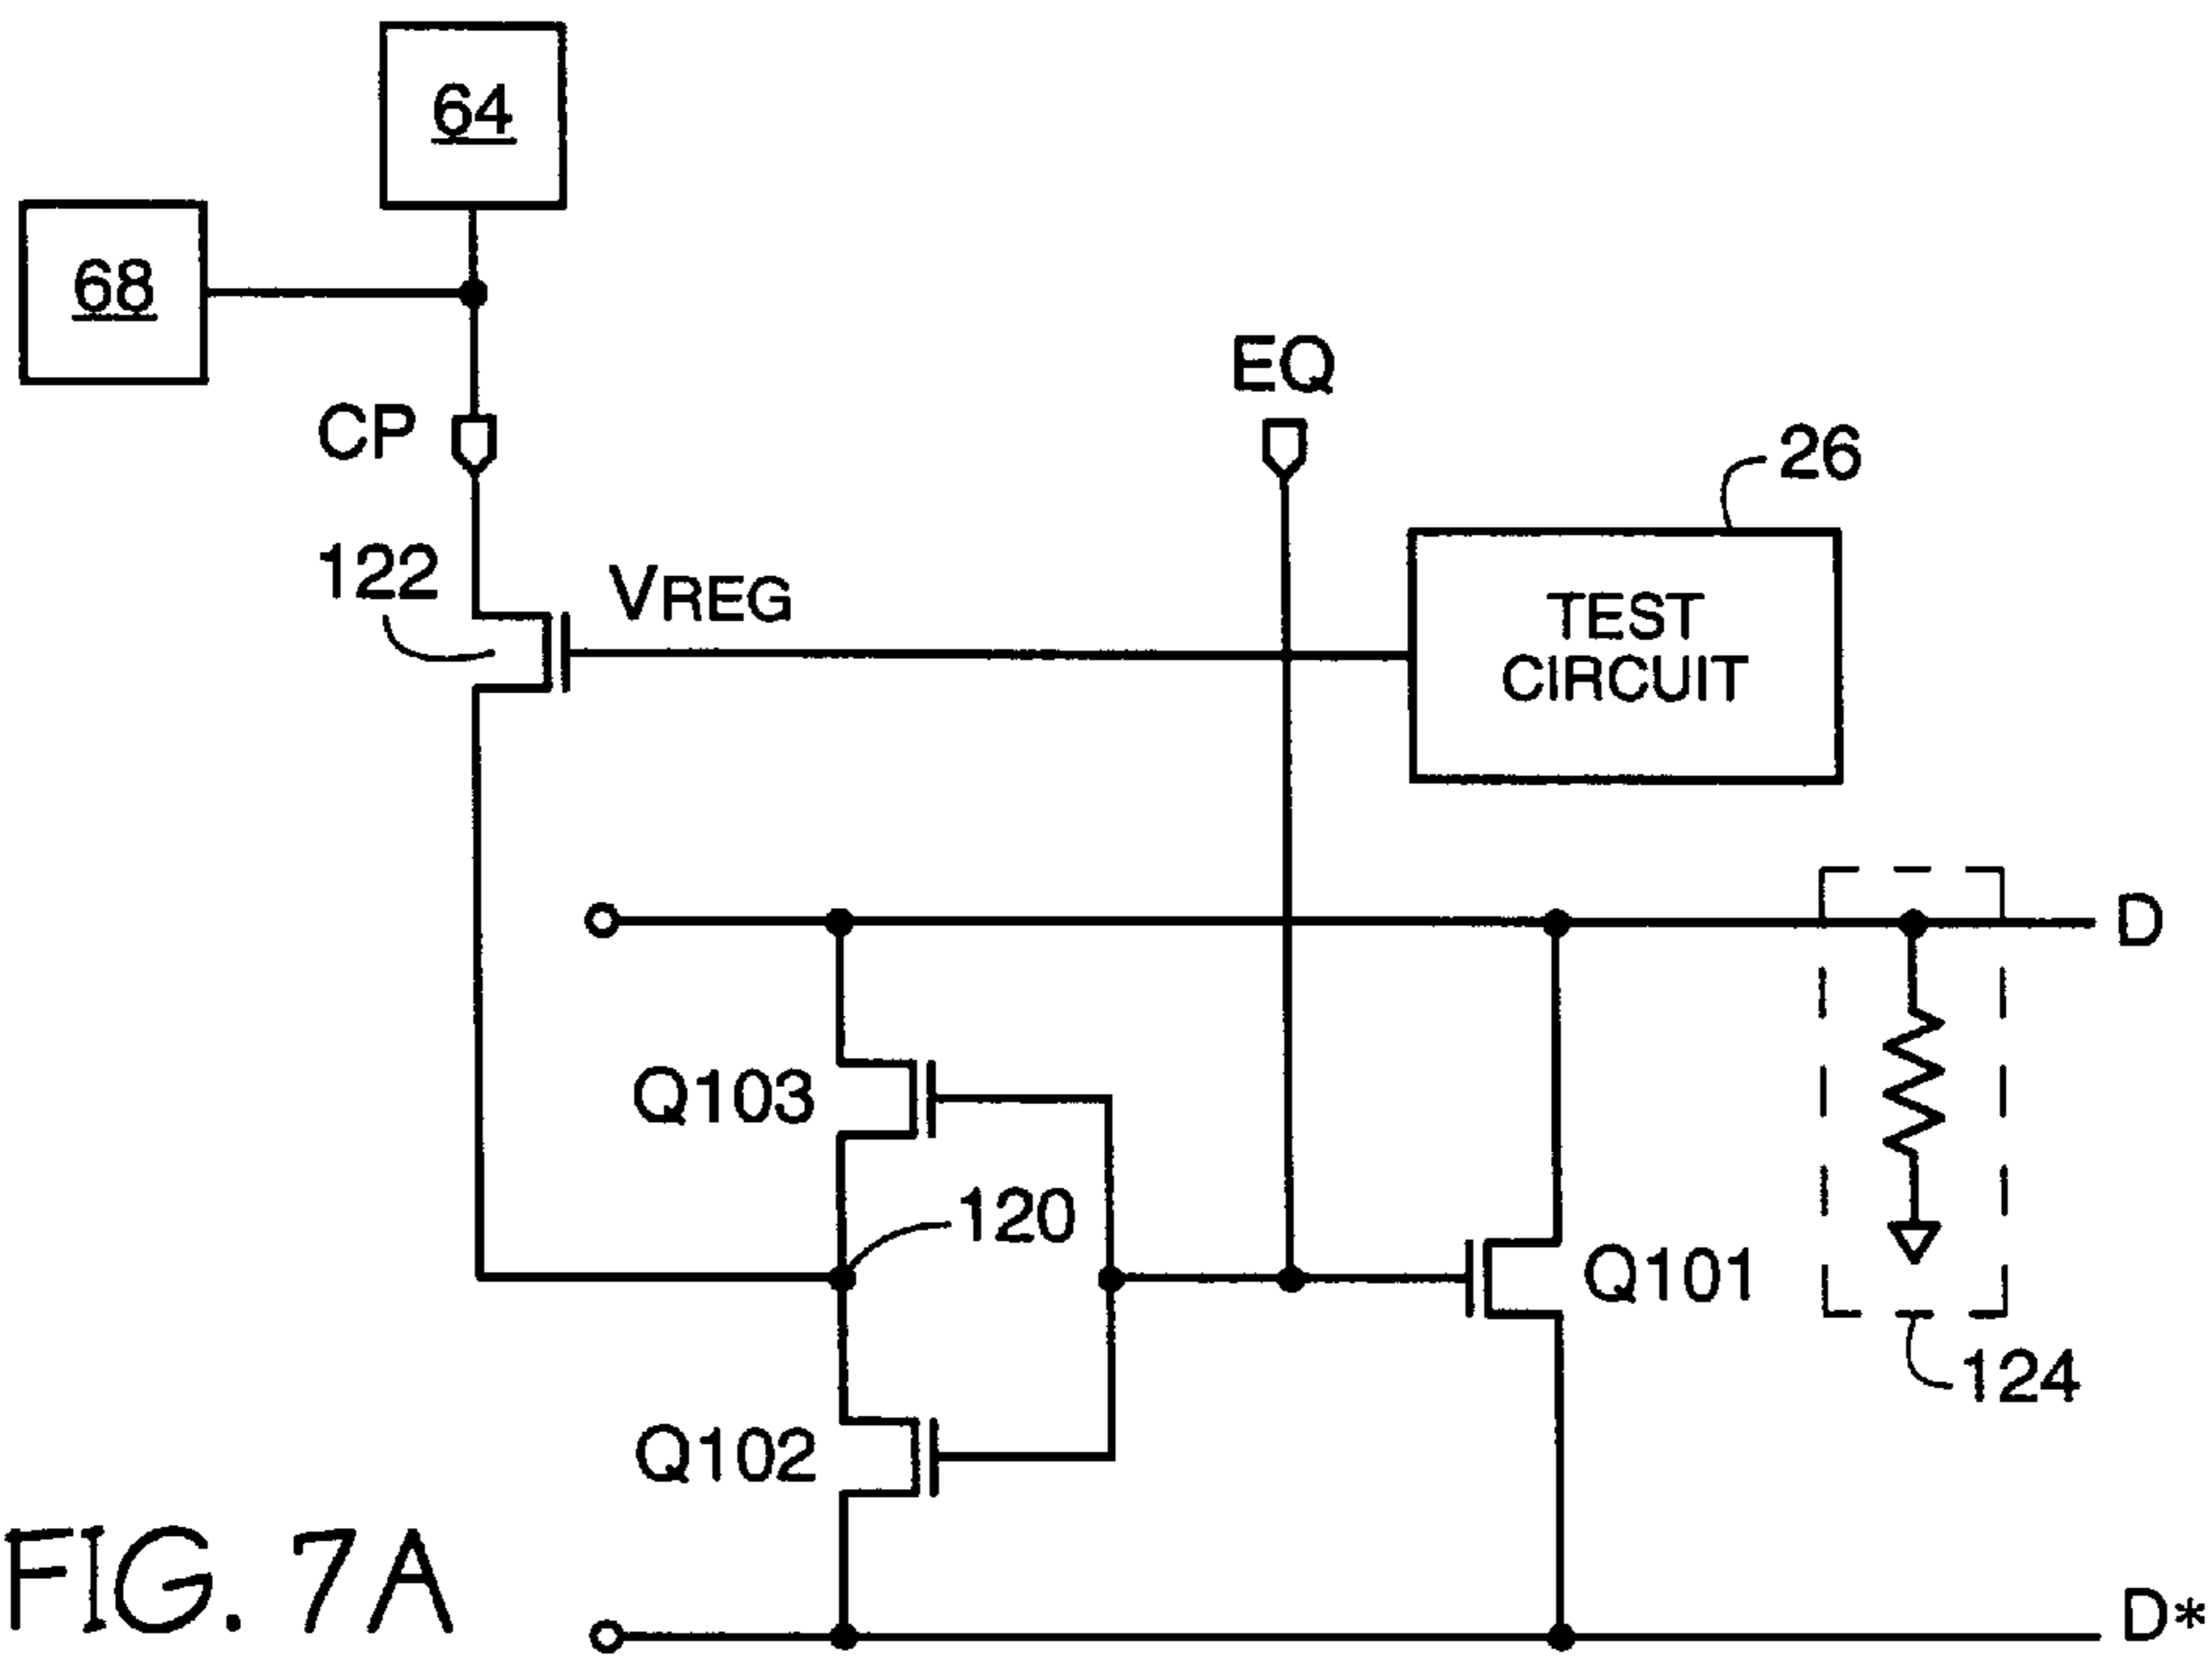 64
68
CP
EQ
26
122
VREG
TEST
CIRCUIT
D
Q103
120
Q101
124
Q102
FIG. 7A
D*